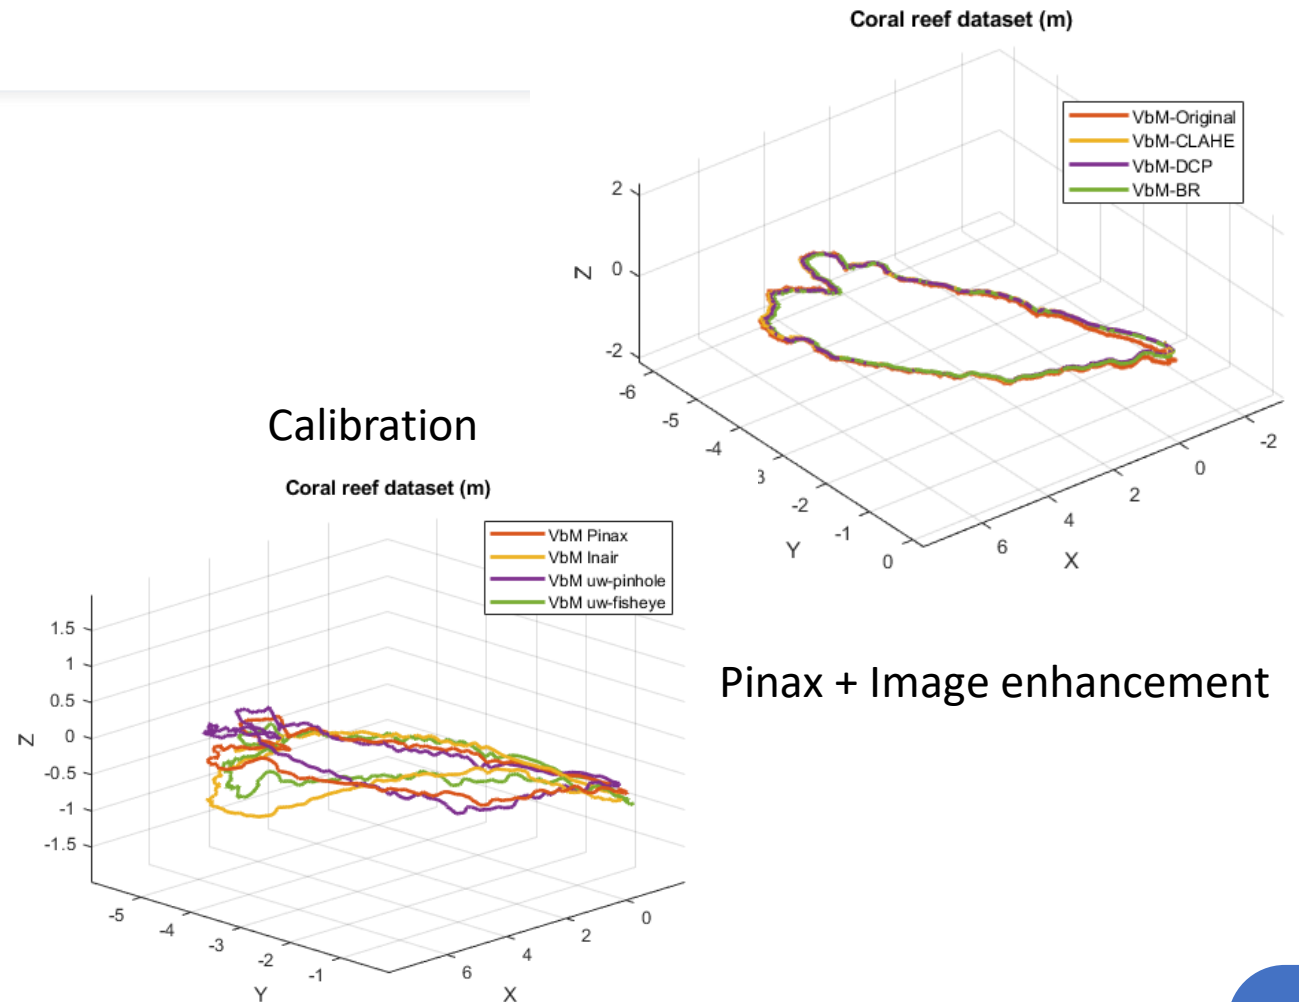 Coral reef dataset (m)
VbM-Original
VbM-CLAHE
VbM-DCP
VbM-BR
2
0
-2
Z
-6
-5
-4
3
-2
-1
0
Y
6
4
2
0
-2
X
Calibration
Coral reef dataset (m)
VbM Pinax
VbM Inair
VbM uw-pinhole
VbM uw-fisheye
1.5
1
0.5
0
-0.5
-1
-1.5
Z
-5
-4
-3
-2
-1
Y
6
4
2
0
X
Pinax + Image enhancement